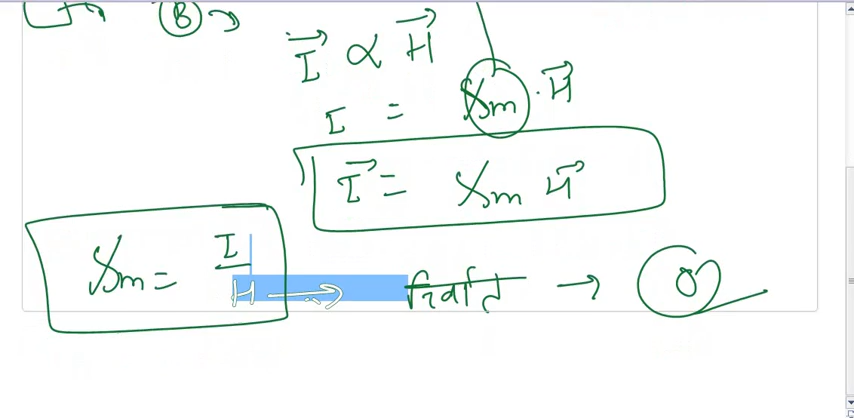 B →
I⃗ ∝ H⃗
I = χm · H⃗
I⃗ = χm H⃗
χm = I / H → निर्वात → 0